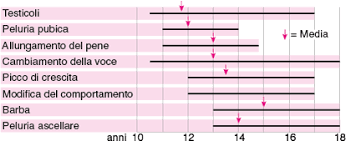 Testicoli
Peluria pubica
= Media
Allungamento del pene
Cambiamento della voce
Picco di crescita
Modifica del comportamento
Barba
Peluria ascellare
anni 10 12 14 16 18